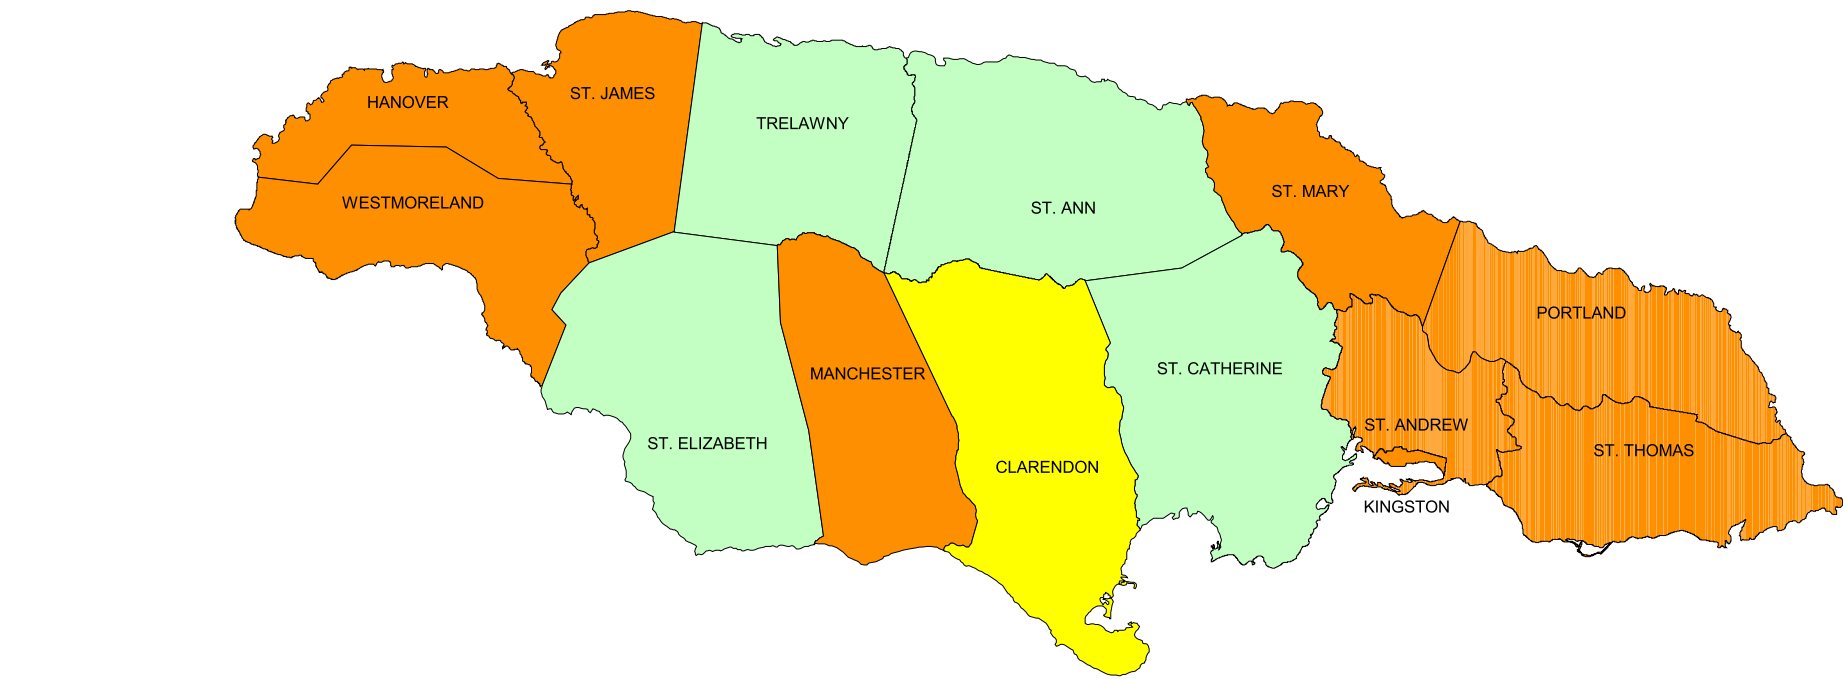 HANOVER
ST. JAMES
TRELAWNY
WESTMORELAND
ST. ANN
ST. MARY
PORTLAND
MANCHESTER
ST. CATHERINE
ST. ELIZABETH
CLARENDON
ST. ANDREW
ST. THOMAS
KINGSTON